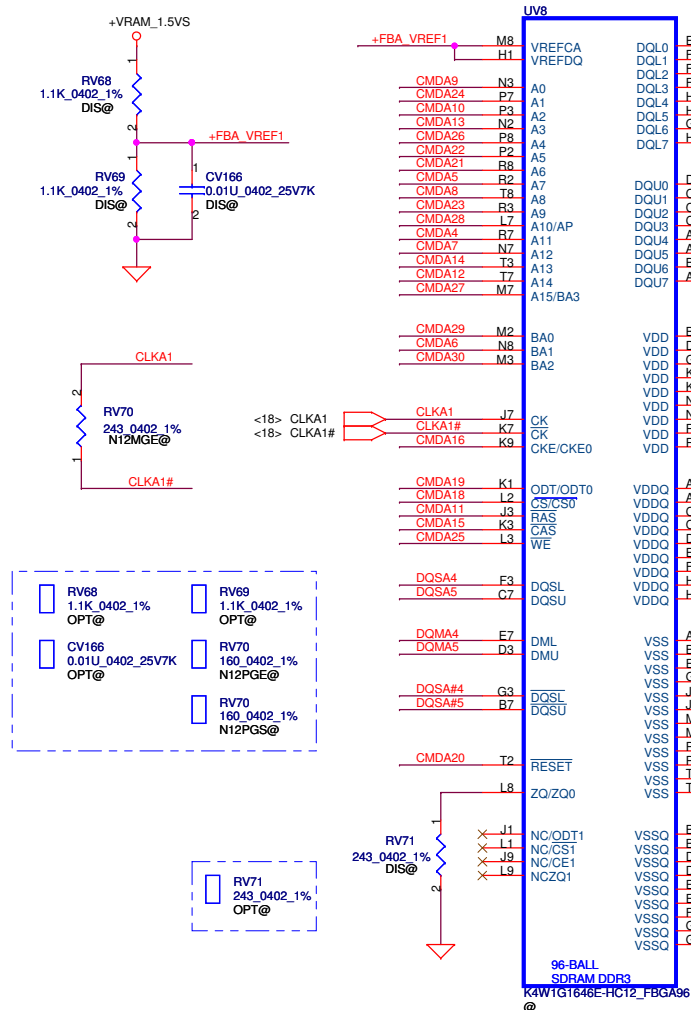 +VRAM_1.5VS
1
RV68
1.1K_0402_1%
DIS@
2
+FBA_VREF1
1
RV69
1.1K_0402_1%
DIS@
2
1
CV166
0.01U_0402_25V7K
DIS@
2
CLKA1
2
RV70
243_0402_1%
N12MGE@
1
CLKA1#
<18> CLKA1
<18> CLKA1#
RV68
1.1K_0402_1%
OPT@
RV69
1.1K_0402_1%
OPT@
CV166
0.01U_0402_25V7K
OPT@
RV70
160_0402_1%
N12PGE@
RV70
160_0402_1%
N12PGS@
RV71
243_0402_1%
OPT@
1
RV71
243_0402_1%
DIS@
2
UV8
+FBA_VREF1 M8 VREFCA
H1 VREFDQ
CMDA9 N3 A0
CMDA24 P7 A1
CMDA10 P3 A2
CMDA13 N2 A3
CMDA26 P8 A4
CMDA22 P2 A5
CMDA21 R8 A6
CMDA5 R2 A7
CMDA8 T8 A8
CMDA23 R3 A9
CMDA28 L7 A10/AP
CMDA4 R7 A11
CMDA7 N7 A12
CMDA14 T3 A13
CMDA12 T7 A14
CMDA27 M7 A15/BA3
CMDA29 M2 BA0
CMDA6 N8 BA1
CMDA30 M3 BA2
CLKA1 J7 CK
CLKA1# K7 CK
CMDA16 K9 CKE/CKE0
CMDA19 K1 ODT/ODT0
CMDA18 L2 CS/CS0
CMDA11 J3 RAS
CMDA15 K3 CAS
CMDA25 L3 WE
DQSA4 F3 DQSL
DQSA5 C7 DQSU
DQMA4 E7 DML
DQMA5 D3 DMU
DQSA#4 G3 DQSL
DQSA#5 B7 DQSU
CMDA20 T2 RESET
L8 ZQ/ZQ0
J1 NC/ODT1
L1 NC/CS1
J9 NC/CE1
L9 NCZQ1
DQL0
DQL1
DQL2
DQL3
DQL4
DQL5
DQL6
DQL7
DQU0
DQU1
DQU2
DQU3
DQU4
DQU5
DQU6
DQU7
VDD
VDD
VDD
VDD
VDD
VDD
VDD
VDD
VDD
VDDQ
VDDQ
VDDQ
VDDQ
VDDQ
VDDQ
VDDQ
VDDQ
VDDQ
VSS
VSS
VSS
VSS
VSS
VSS
VSS
VSS
VSS
VSS
VSS
VSS
VSSQ
VSSQ
VSSQ
VSSQ
VSSQ
VSSQ
VSSQ
VSSQ
VSSQ
96-BALL
SDRAM DDR3
K4W1G1646E-HC12_FBGA96
@